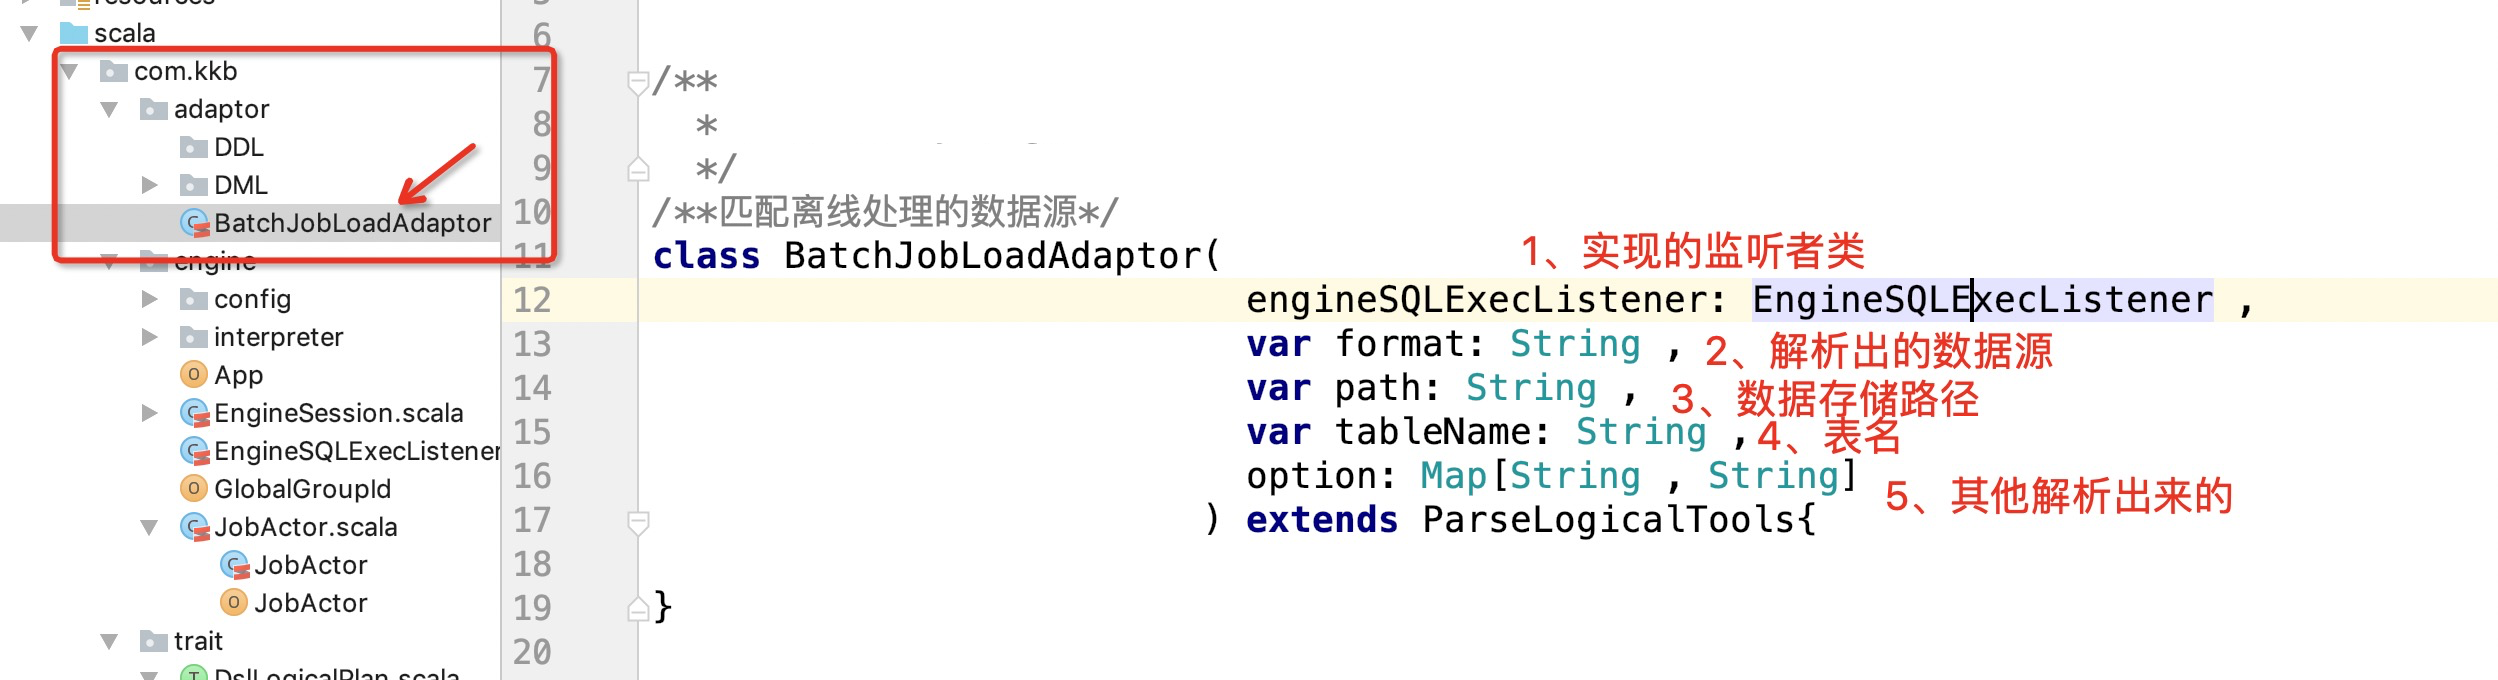 resources
scala
com.kkb
adaptor
DDL
DML
BatchJobLoadAdaptor
engine
config
interpreter
App
EngineSession.scala
EngineSQLExecListener
GlobalGroupId
JobActor.scala
JobActor
JobActor
trait
DslLogicalPlan.scala
5
6
7 /**
8 *
9 */
10 /**匹配离线处理的数据源*/
11 class BatchJobLoadAdaptor( 1、实现的监听者类
12 engineSQLExecListener: EngineSQLExecListener ,
13 var format: String , 2、解析出的数据源
14 var path: String , 3、数据存储路径
15 var tableName: String , 4、表名
16 option: Map[String , String] 5、其他解析出来的
17 ) extends ParseLogicalTools{
18
19 }
20